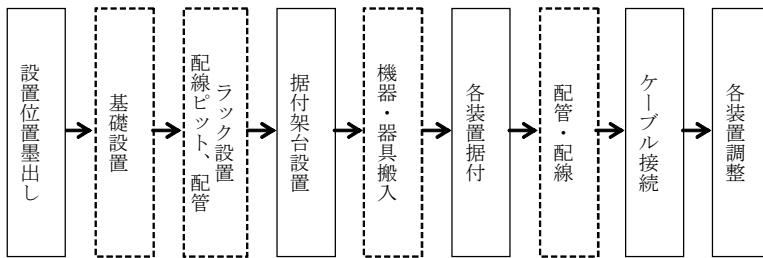 設置位置墨出し
基礎設置
配線ピット、配管
ラック設置
据付架台設置
機器・器具搬入
各装置据付
配管・配線
ケーブル接続
各装置調整